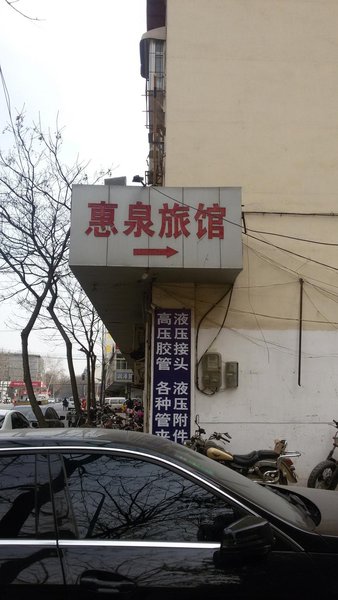 惠泉旅馆
高压胶管 各种管夹
液压接头 液压附件